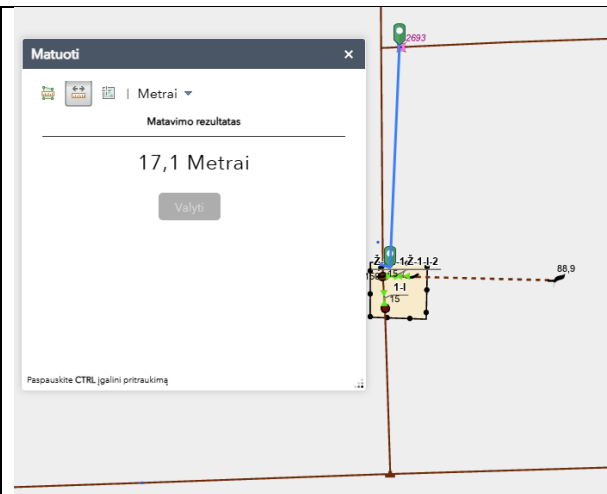 Matuoti ×
| Metrai
Matavimo rezultatas
17,1 Metrai
Valyti
Paspauskite CTRL įgalini pritraukimą
2693
Ž-1-I-2
15
1-I
15
88,9